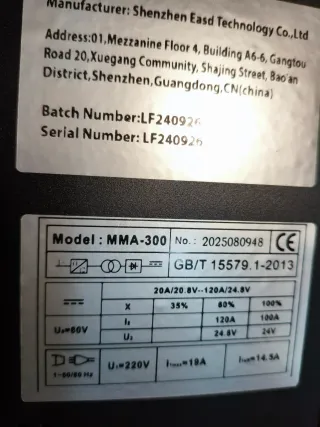 Manufacturer: Shenzhen Easd Technology Co.,Ltd
Address:01,Mezzanine Floor 4, Building A6-6, Gangtou
Road 20,Xuegang Community, Shajing Street, Bao'an
District,Shenzhen,Guangdong,CN(china)
Batch Number:LF240926
Serial Number:LF240926
Model : MMA-300 No.: 2025080948 CE
GB/T 15579.1-2013
20A/20.8V--120A/24.8V
X 35% 60% 100%
U₀=60V I₂ 120A 100A
U₂ 24.8V 24V
1~50/60 Hz U₁=220V I₁max=18A I₁eff=14.5A